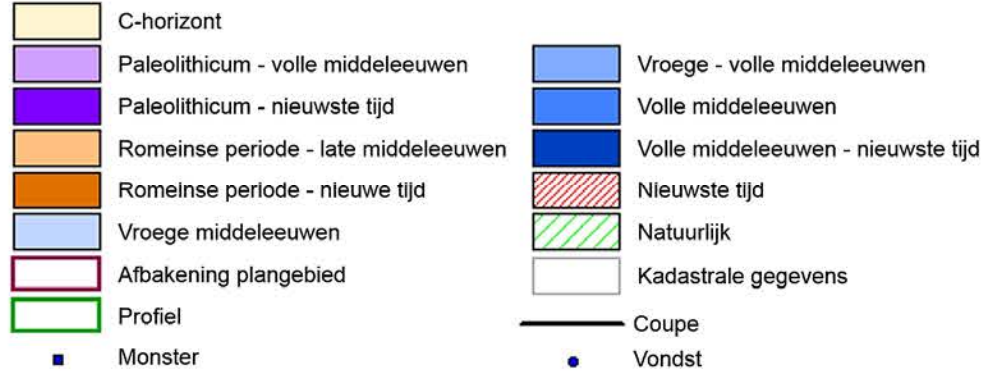 C-horizont
Paleolithicum - volle middeleeuwen
Paleolithicum - nieuwste tijd
Romeinse periode - late middeleeuwen
Romeinse periode - nieuwe tijd
Vroege middeleeuwen
Afbakening plangebied
Profiel
Monster
Vroege - volle middeleeuwen
Volle middeleeuwen
Volle middeleeuwen - nieuwste tijd
Nieuwste tijd
Natuurlijk
Kadastrale gegevens
Coupe
Vondst